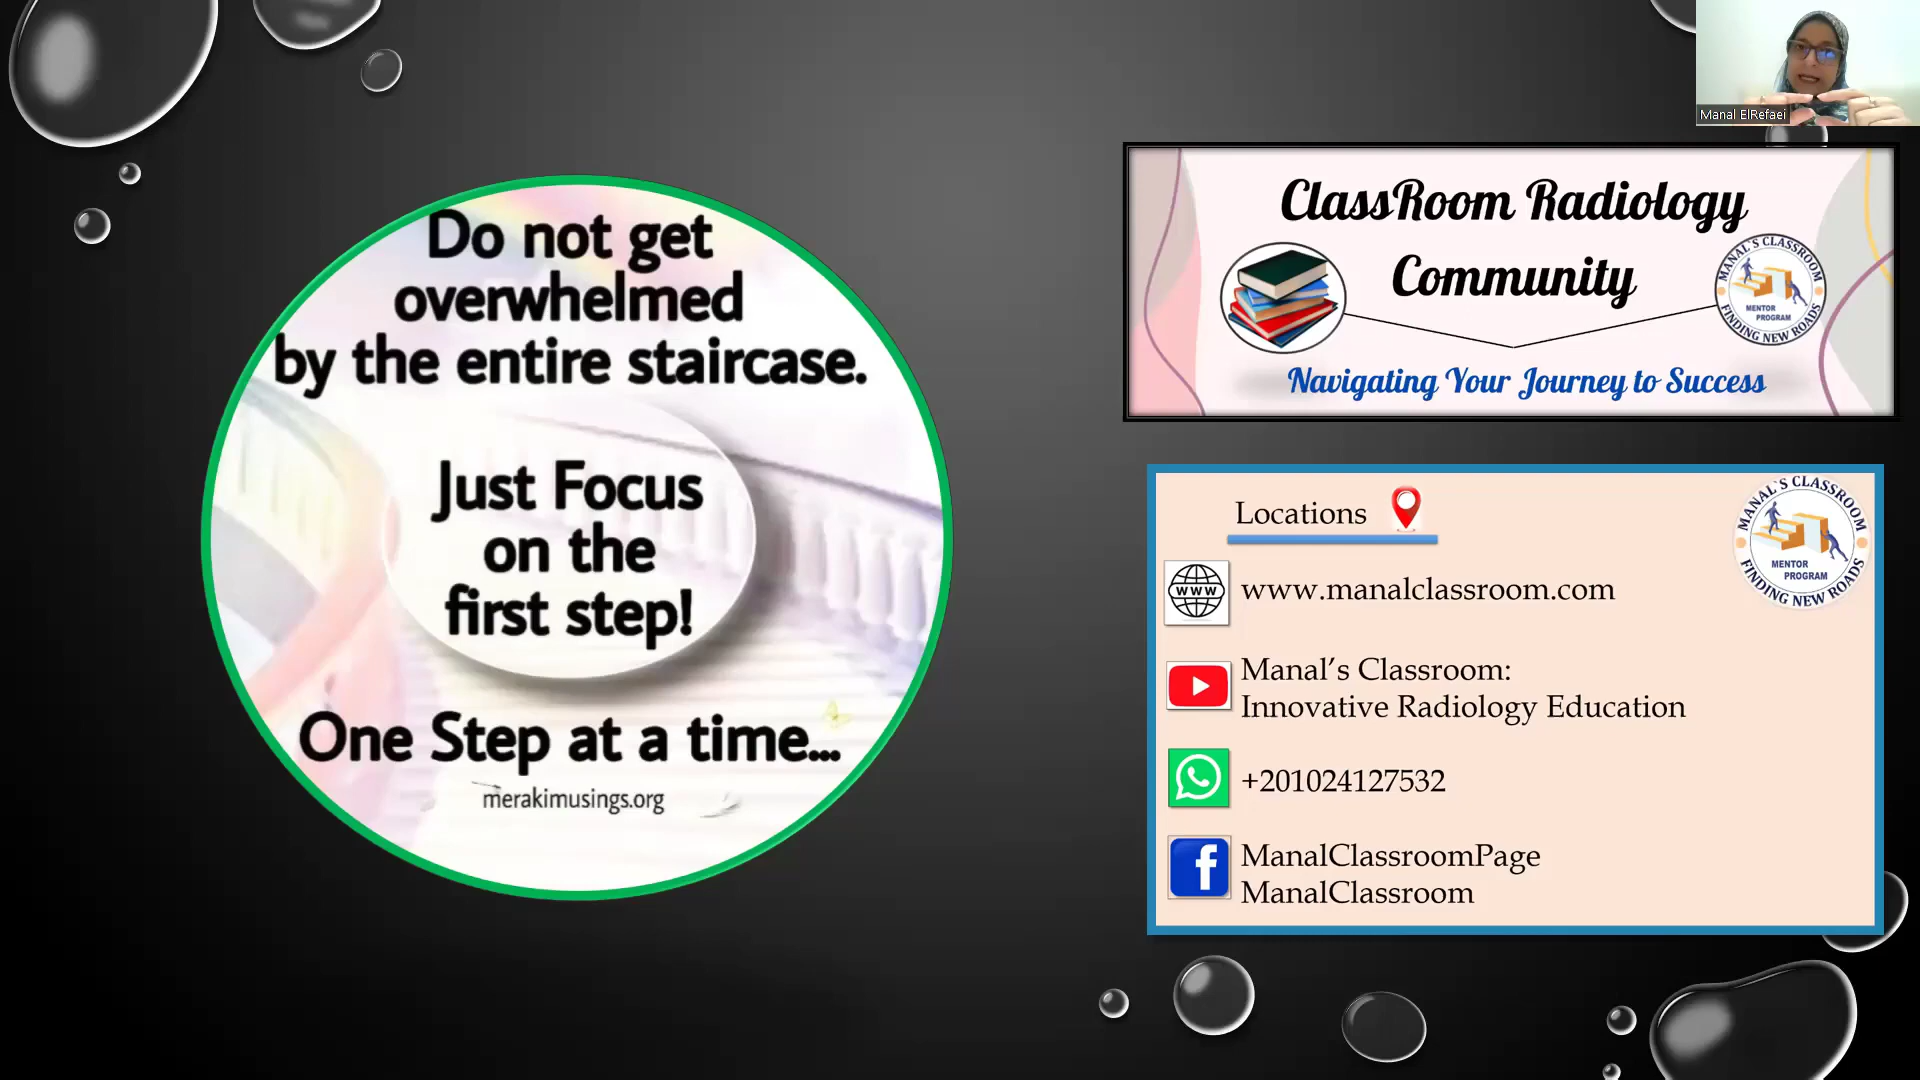 Do not get
overwhelmed
by the entire staircase.
Just Focus
on the
first step!
One Step at a time...
merakimusings.org
Manal ElRefaei
ClassRoom Radiology
Community
MANAL`S CLASSROOM
MENTOR
PROGRAM
FINDING NEW ROADS
Navigating Your Journey to Success
Locations
MANAL`S CLASSROOM
MENTOR
PROGRAM
FINDING NEW ROADS
www
www.manalclassroom.com
Manal’s Classroom:
Innovative Radiology Education
+201024127532
f
ManalClassroomPage
ManalClassroom